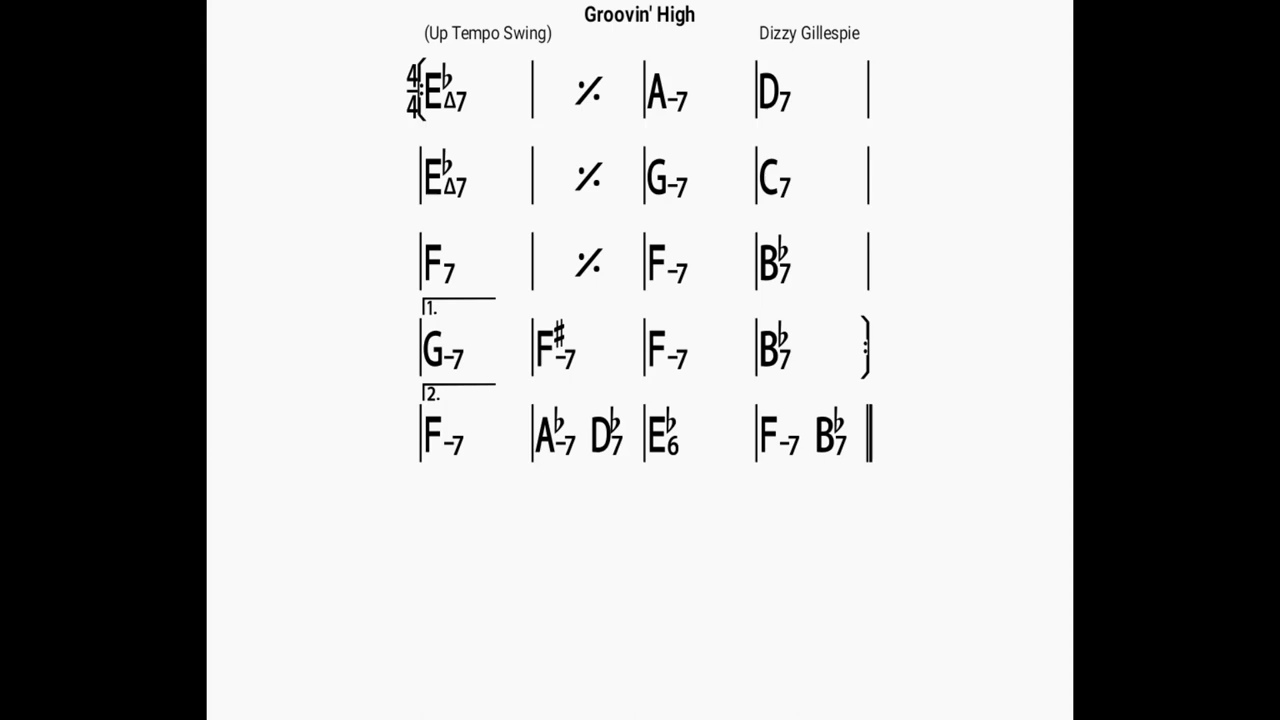 Groovin' High
(Up Tempo Swing) Dizzy Gillespie
4/4 E♭Δ7 | 𝄎 | A–7 | D7 |
| E♭Δ7 | 𝄎 | G–7 | C7 |
| F7 | 𝄎 | F–7 | B♭7 |
1.
| G–7 | F♯–7 | F–7 | B♭7
2.
| F–7 | A♭–7 D♭7 | E♭6 | F–7 B♭7